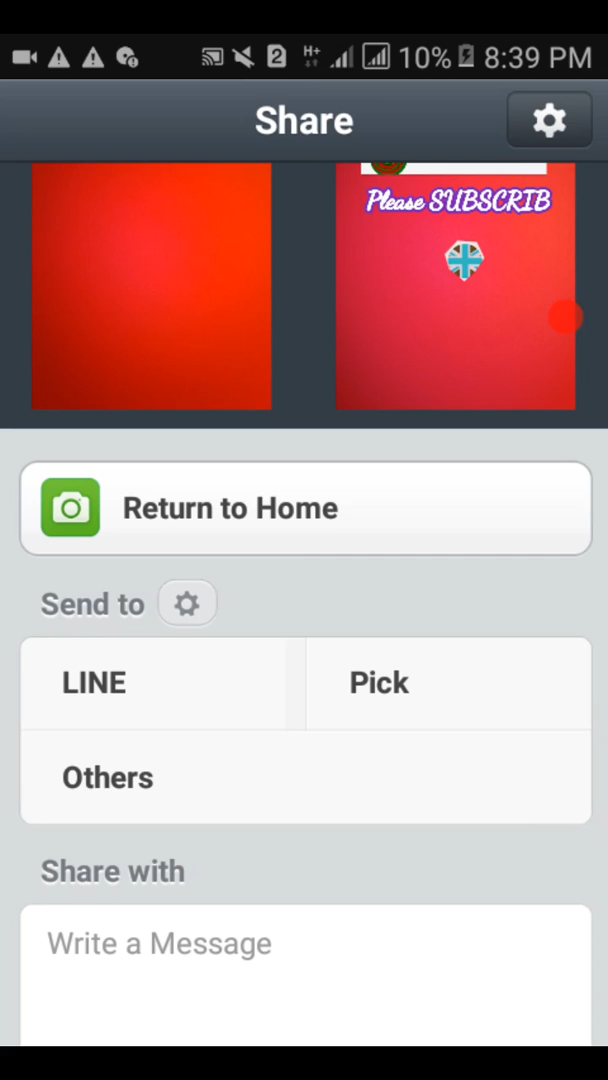 2 H+ 10% 8:39 PM
Share
Please SUBSCRIB
Return to Home
Send to
LINE
Pick
Others
Share with
Write a Message